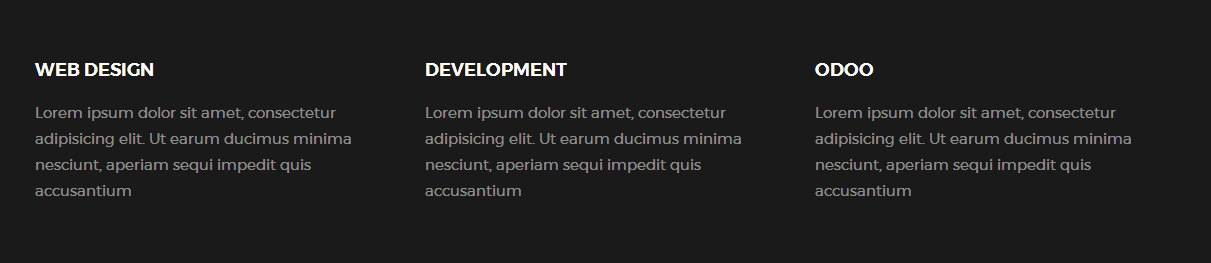 WEB DESIGN
Lorem ipsum dolor sit amet, consectetur
adipisicing elit. Ut earum ducimus minima
nesciunt, aperiam sequi impedit quis
accusantium
DEVELOPMENT
Lorem ipsum dolor sit amet, consectetur
adipisicing elit. Ut earum ducimus minima
nesciunt, aperiam sequi impedit quis
accusantium
ODOO
Lorem ipsum dolor sit amet, consectetur
adipisicing elit. Ut earum ducimus minima
nesciunt, aperiam sequi impedit quis
accusantium